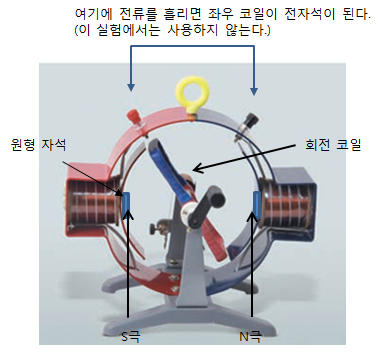 여기에 전류를 흘리면 좌우 코일이 전자석이 된다.
(이 실험에서는 사용하지 않는다.)
원형 자석
회전 코일
S극
N극